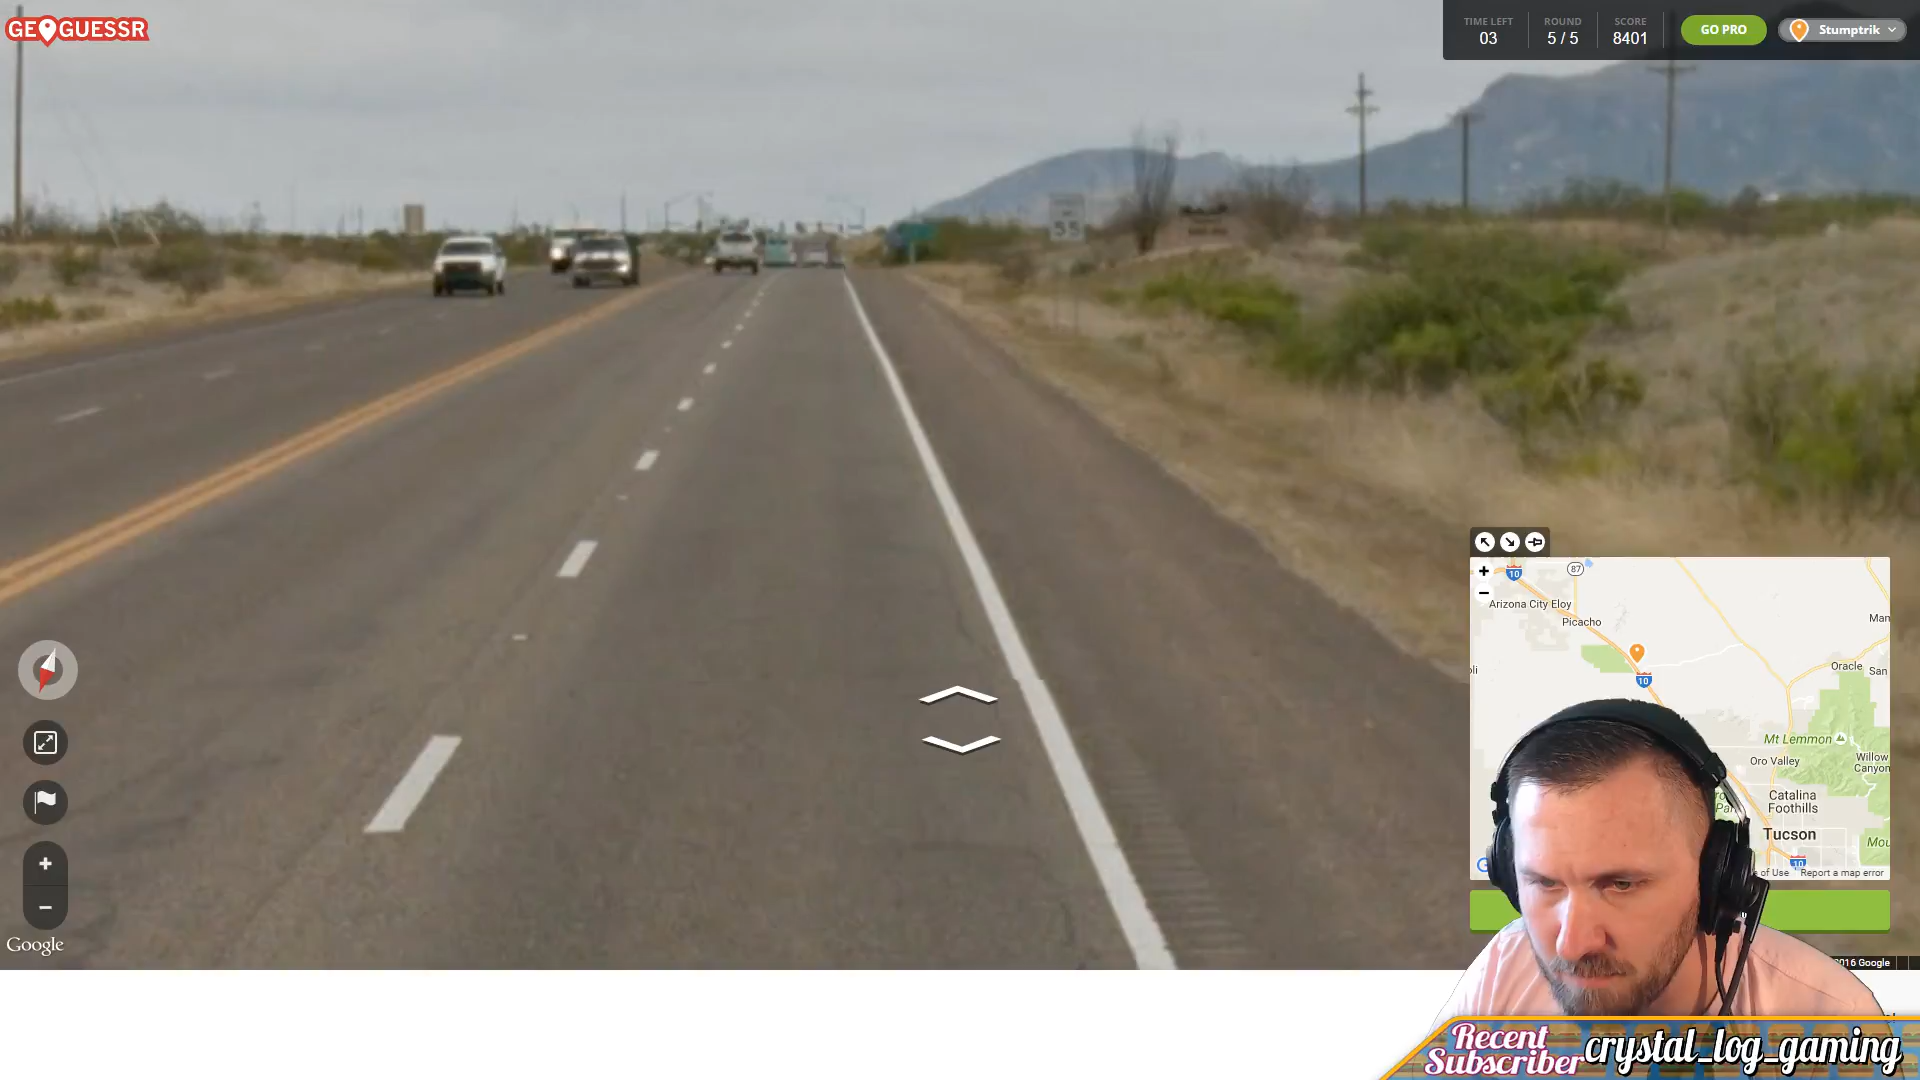 GEOGUESSR
TIME LEFT
03
ROUND
5 / 5
SCORE
8401
GO PRO
Stumptrik
55
10
87
Arizona City Eloy
Picacho
Man
Oracle
San
10
Mt Lemmon
Oro Valley
Willow
Canyon
Catalina
Foothills
Tucson
Mou
10
of Use
Report a map error
Google
2016 Google
Recent
Subscriber
crystal_log_gaming